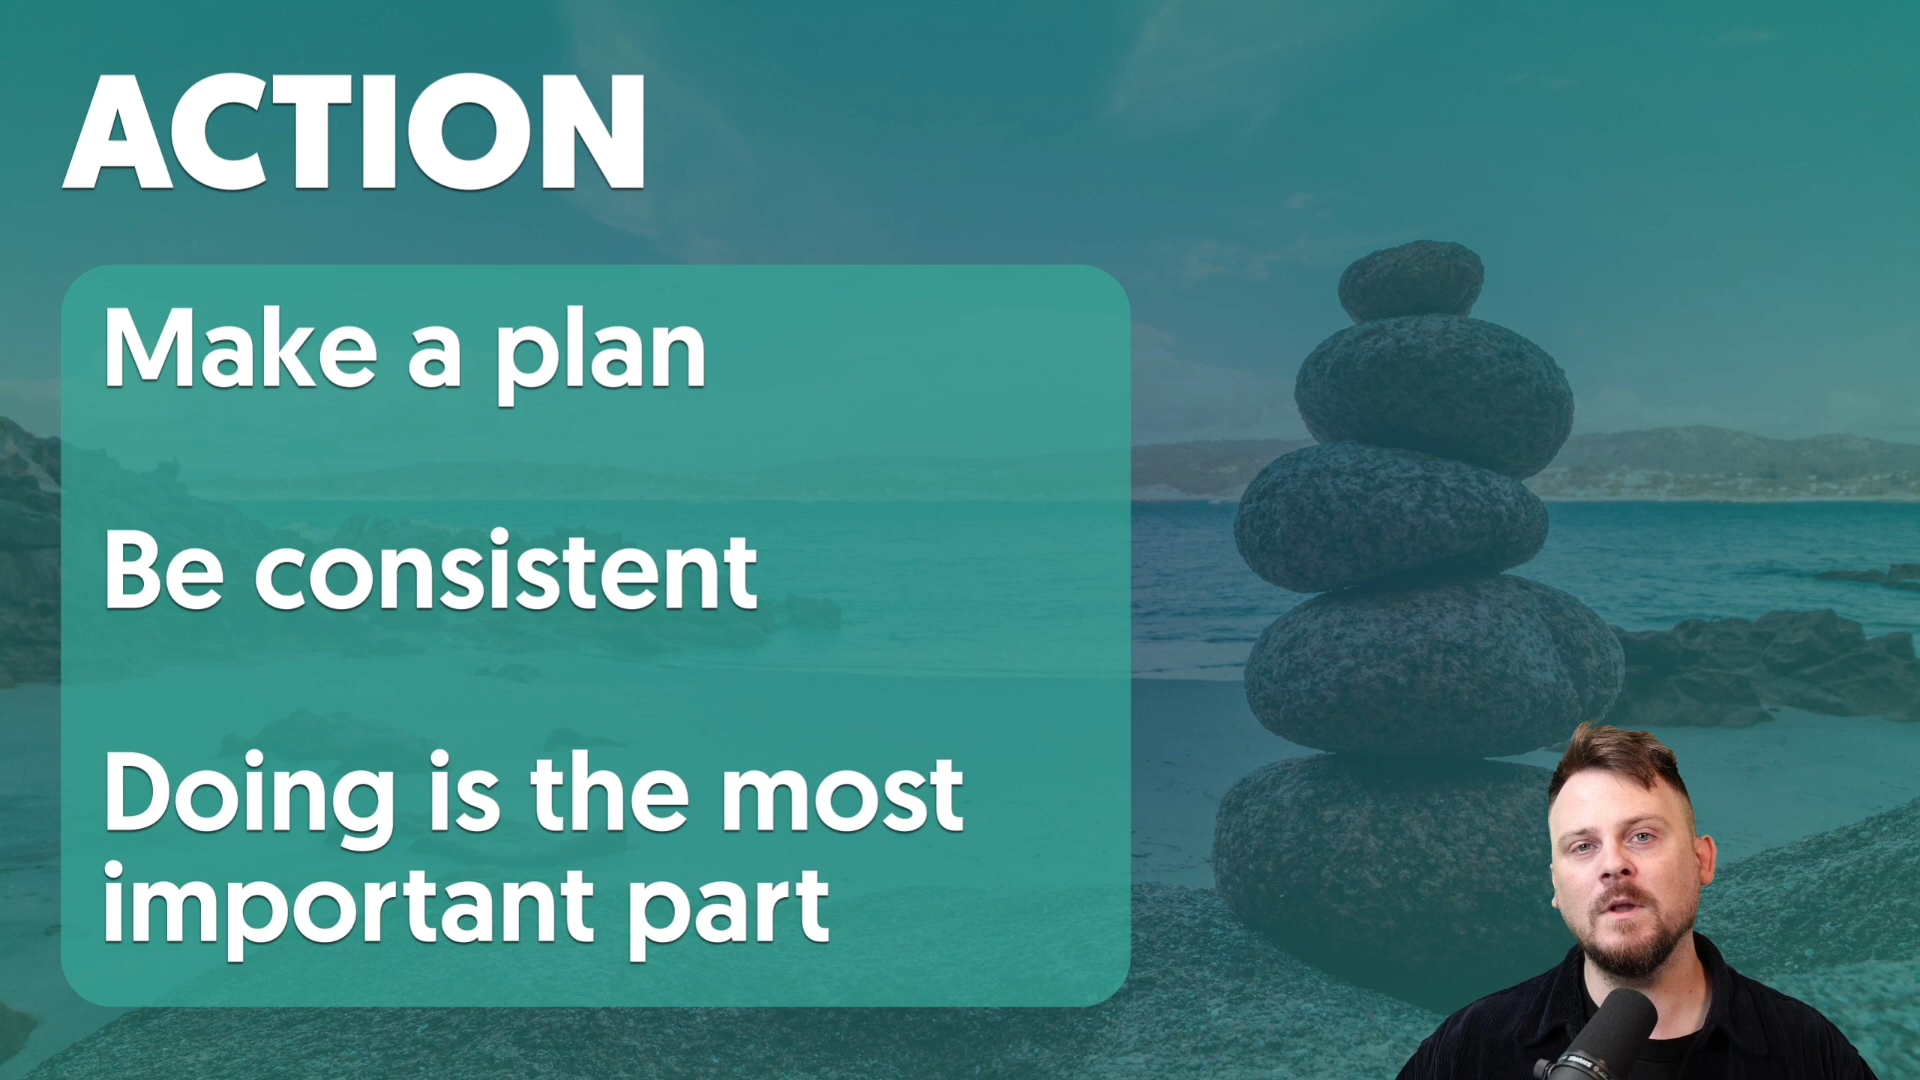 ACTION
Make a plan
Be consistent
Doing is the most
important part